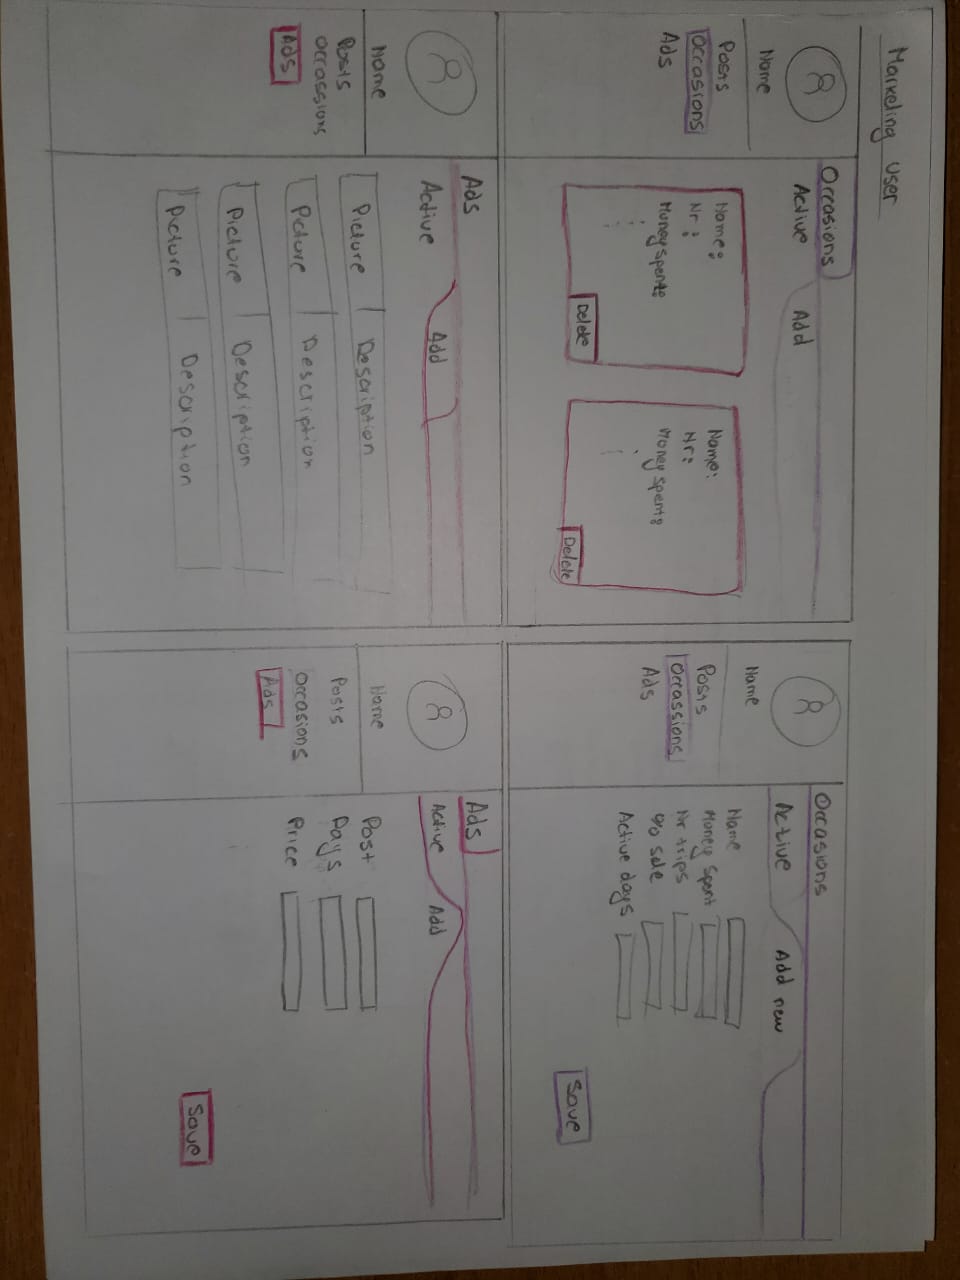 Marketing User
Name
Posts
Occasions
Ads
Occasions
Active Add
Name:
Nr :
Money spent:
Delete
Name:
Nr:
Money spent:
Delete
Name
Posts
Occassions
Ads
Occasions
Active Add new
Name
Money Spent
Nr trips
% sale
Active days
Save
Name
Posts
Occassions
Ads
Ads
Active Add
Picture Description
Picture Description
Picture Description
Picture Description
Name
Posts
Occasions
Ads
Ads
Active Add
Post
Days
Price
Save